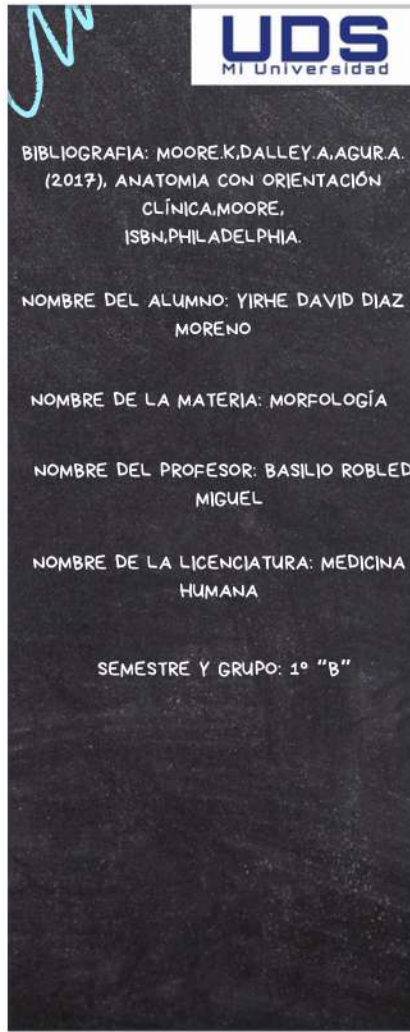 UDS
Mi Universidad
BIBLIOGRAFIA: MOORE.K,DALLEY.A,AGUR.A.
(2017), ANATOMIA CON ORIENTACIÓN
CLÍNICA,MOORE,
ISBN,PHILADELPHIA.
NOMBRE DEL ALUMNO: YIRHE DAVID DIAZ
MORENO
NOMBRE DE LA MATERIA: MORFOLOGÍA
NOMBRE DEL PROFESOR: BASILIO ROBLED
MIGUEL
NOMBRE DE LA LICENCIATURA: MEDICINA
HUMANA
SEMESTRE Y GRUPO: 1° "B"